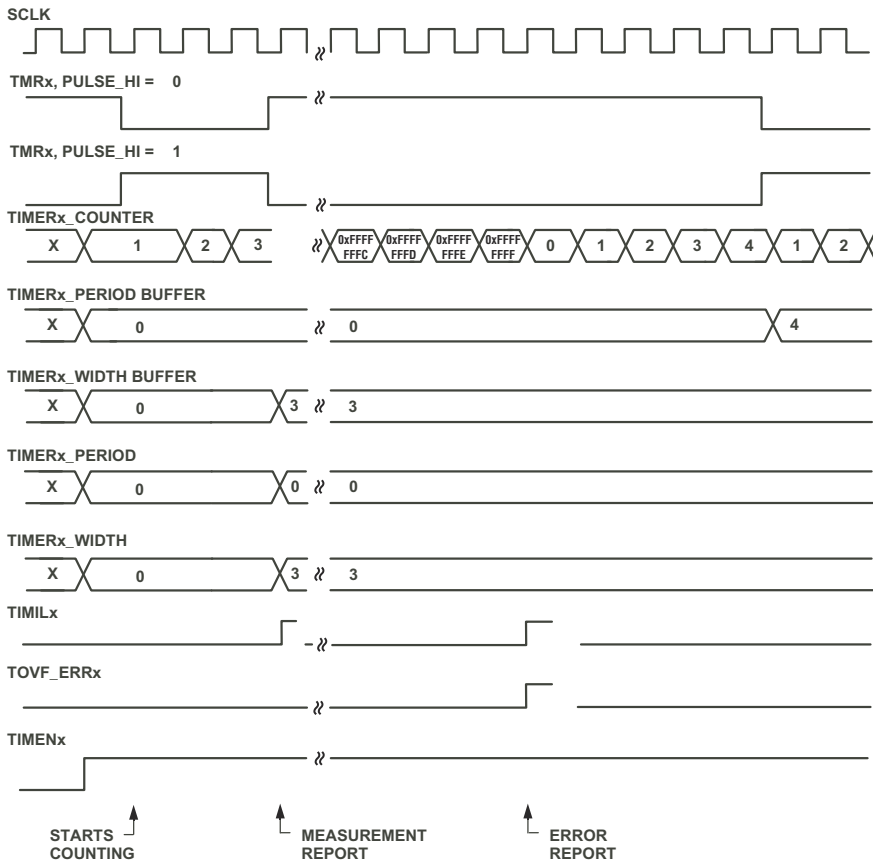 SCLK
TMRx, PULSE_HI = 0
TMRx, PULSE_HI = 1
TIMERx_COUNTER
X 1 2 3 0xFFFF FFFC 0xFFFF FFFD 0xFFFF FFFE 0xFFFF FFFF 0 1 2 3 4 1 2
TIMERx_PERIOD BUFFER
X 0 0 4
TIMERx_WIDTH BUFFER
X 0 3 3
TIMERx_PERIOD
X 0 0 0
TIMERx_WIDTH
X 0 3 3
TIMILx
TOVF_ERRx
TIMENx
STARTS
COUNTING
MEASUREMENT
REPORT
ERROR
REPORT